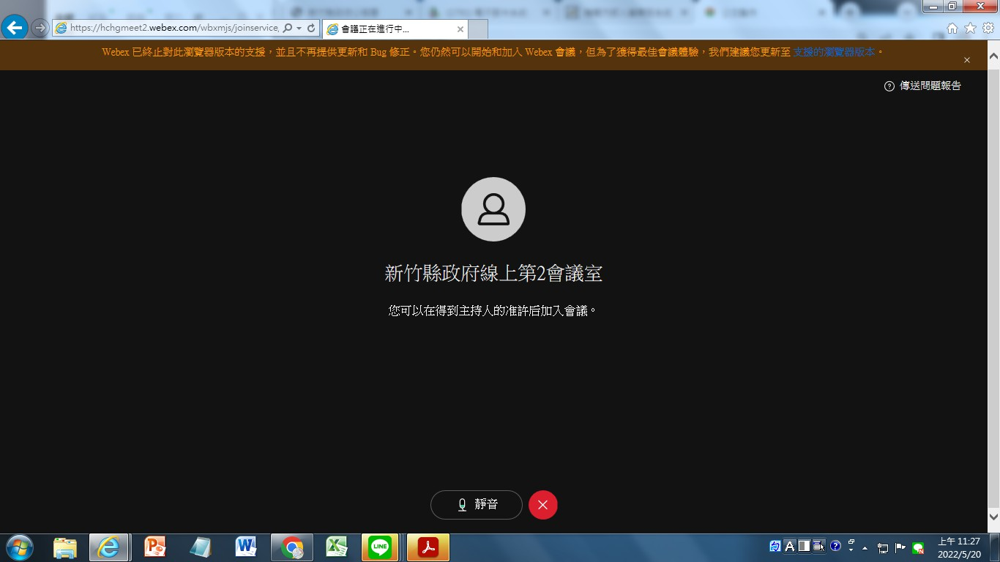 https://hchgmeet2.webex.com/wbxmjs/joinservice,
會議正在進行中...
Webex 已終止對此瀏覽器版本的支援，並且不再提供更新和 Bug 修正。您仍然可以開始和加入 Webex 會議，但為了獲得最佳會議體驗，我們建議您更新至 支援的瀏覽器版本。
傳送問題報告
新竹縣政府線上第2會議室
您可以在得到主持人的准許后加入會議。
靜音
LINE
A
上午 11:27
2022/5/20